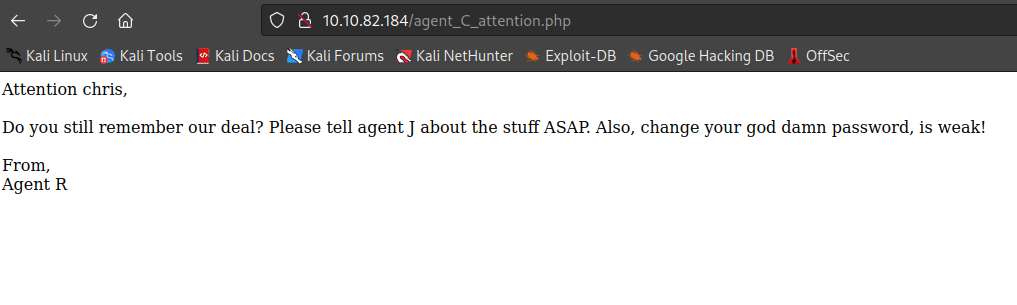 10.10.82.184/agent_C_attention.php
Kali Linux Kali Tools Kali Docs Kali Forums Kali NetHunter Exploit-DB Google Hacking DB OffSec
Attention chris,
Do you still remember our deal? Please tell agent J about the stuff ASAP. Also, change your god damn password, is weak!
From,
Agent R